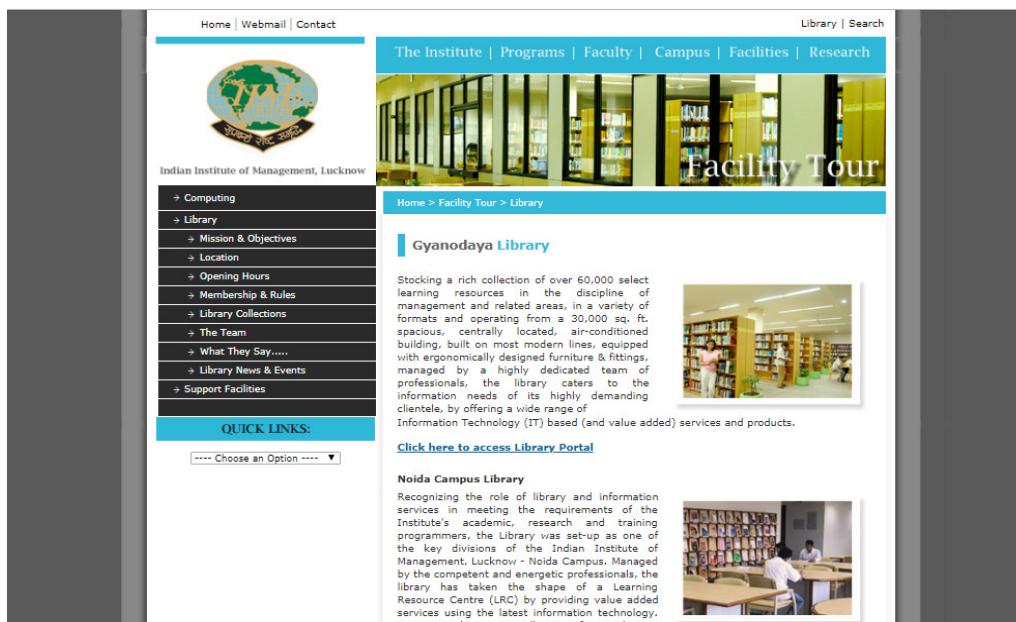 Home | Webmail | Contact
Library | Search
The Institute | Programs | Faculty | Campus | Facilities | Research
Facility Tour
Indian Institute of Management, Lucknow
Computing
Library
Mission & Objectives
Location
Opening Hours
Membership & Rules
Library Collections
The Team
What They Say.....
Library News & Events
Support Facilities
QUICK LINKS:
---- Choose an Option ----
Home > Facility Tour > Library
Gyanodaya Library
Stocking a rich collection of over 60,000 select
learning resources in the discipline of
management and related areas, in a variety of
formats and operating from a 30,000 sq. ft.
spacious, centrally located, air-conditioned
building, built on most modern lines, equipped
with ergonomically designed furniture & fittings,
managed by a highly dedicated team of
professionals, the library caters to the
information needs of its highly demanding
clientele, by offering a wide range of
Information Technology (IT) based (and value added) services and products.
Click here to access Library Portal
Noida Campus Library
Recognizing the role of library and information
services in meeting the requirements of the
Institute's academic, research and training
programmers, the Library was set-up as one of
the key divisions of the Indian Institute of
Management, Lucknow - Noida Campus. Managed
by the competent and energetic professionals, the
library has taken the shape of a Learning
Resource Centre (LRC) by providing value added
services using the latest information technology.